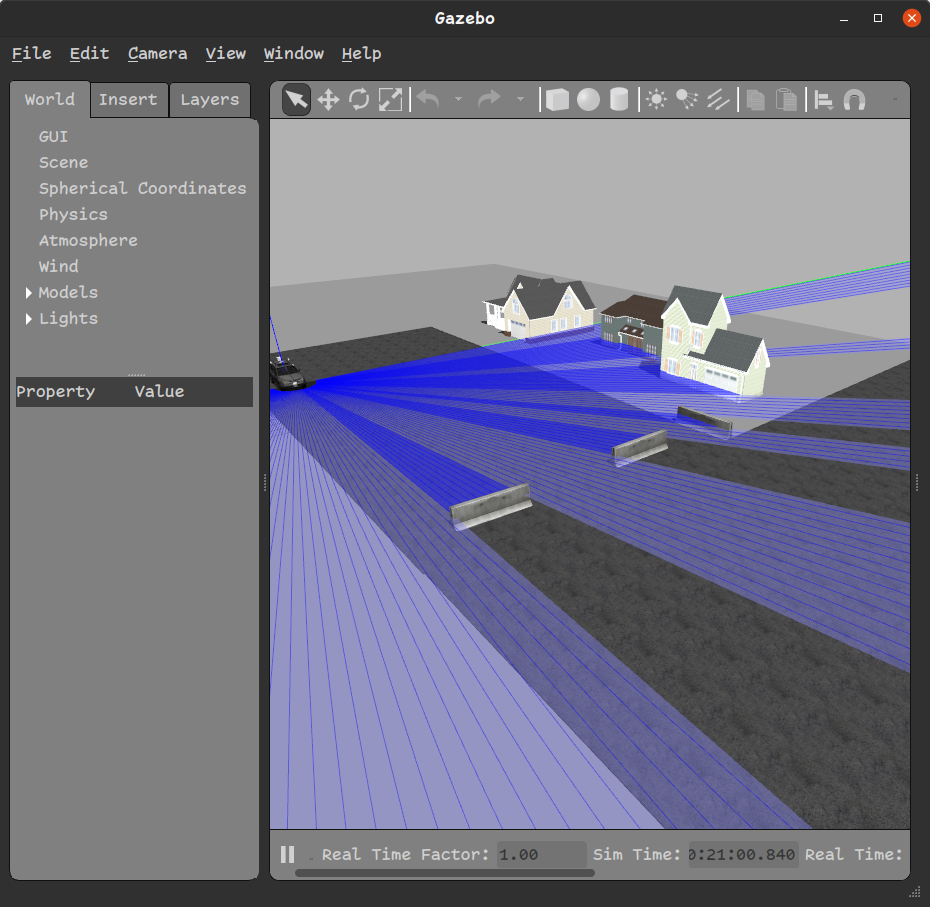 Gazebo
File Edit Camera View Window Help
World Insert Layers
GUI
Scene
Spherical Coordinates
Physics
Atmosphere
Wind
Models
Lights
Property Value
Real Time Factor: 1.00 Sim Time: 0:21:00.840 Real Time: